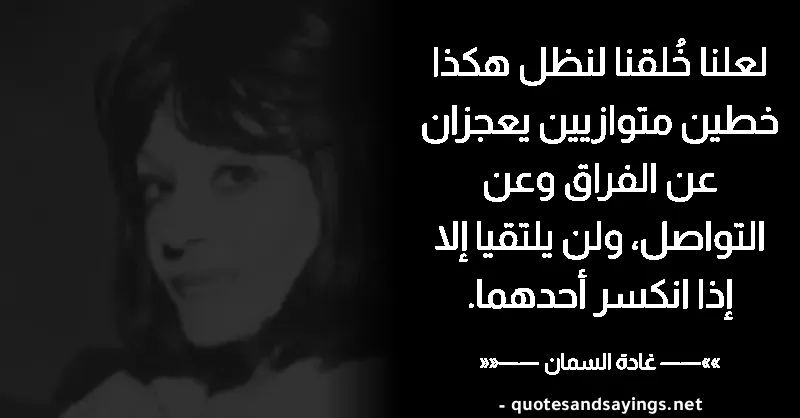 لعلنا خُلقنا لنظل هكذا
خطين متوازيين يعجزان
عن الفراق وعن
التواصل، ولن يلتقيا إلا
إذا انكسر أحدهما.
»»—— غادة السمان ——««
- quotesandsayings.net